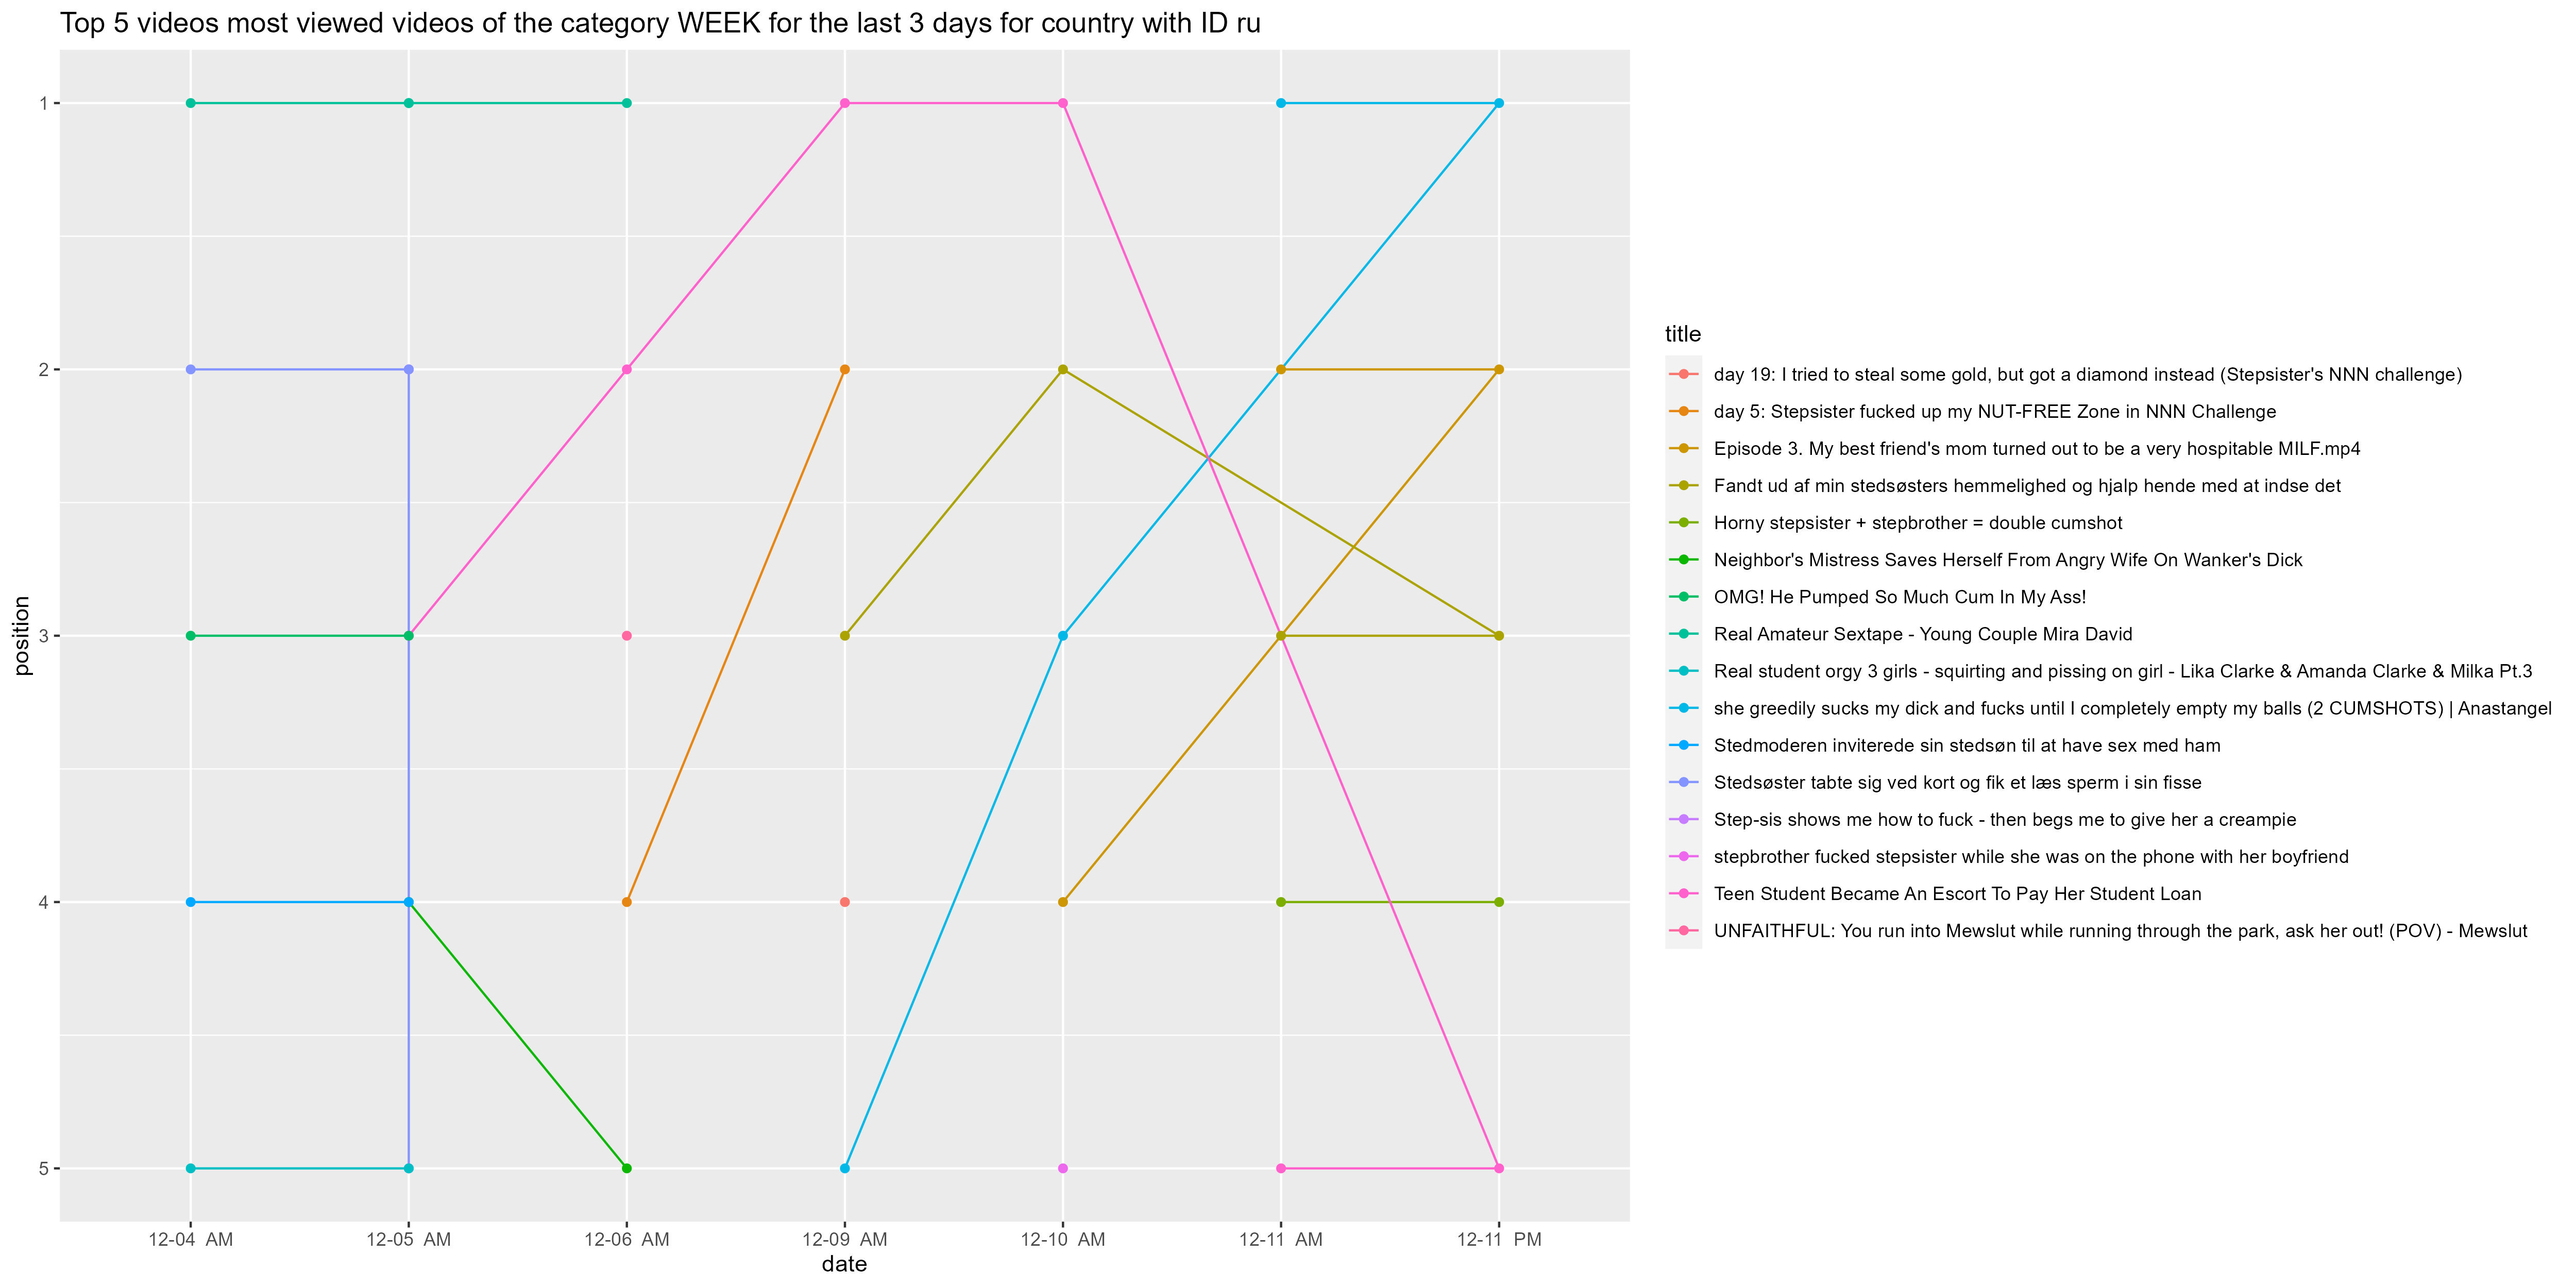 Top 5 videos most viewed videos of the category WEEK for the last 3 days for country with ID ru
position
1
2
3
4
5
12-04 AM
12-05 AM
12-06 AM
12-09 AM
12-10 AM
12-11 AM
12-11 PM
date
title
day 19: I tried to steal some gold, but got a diamond instead (Stepsister's NNN challenge)
day 5: Stepsister fucked up my NUT-FREE Zone in NNN Challenge
Episode 3. My best friend's mom turned out to be a very hospitable MILF.mp4
Fandt ud af min stedsøsters hemmelighed og hjalp hende med at indse det
Horny stepsister + stepbrother = double cumshot
Neighbor's Mistress Saves Herself From Angry Wife On Wanker's Dick
OMG! He Pumped So Much Cum In My Ass!
Real Amateur Sextape - Young Couple Mira David
Real student orgy 3 girls - squirting and pissing on girl - Lika Clarke & Amanda Clarke & Milka Pt.3
she greedily sucks my dick and fucks until I completely empty my balls (2 CUMSHOTS) | Anastangel
Stedmoderen inviterede sin stedsøn til at have sex med ham
Stedsøster tabte sig ved kort og fik et læs sperm i sin fisse
Step-sis shows me how to fuck - then begs me to give her a creampie
stepbrother fucked stepsister while she was on the phone with her boyfriend
Teen Student Became An Escort To Pay Her Student Loan
UNFAITHFUL: You run into Mewslut while running through the park, ask her out! (POV) - Mewslut